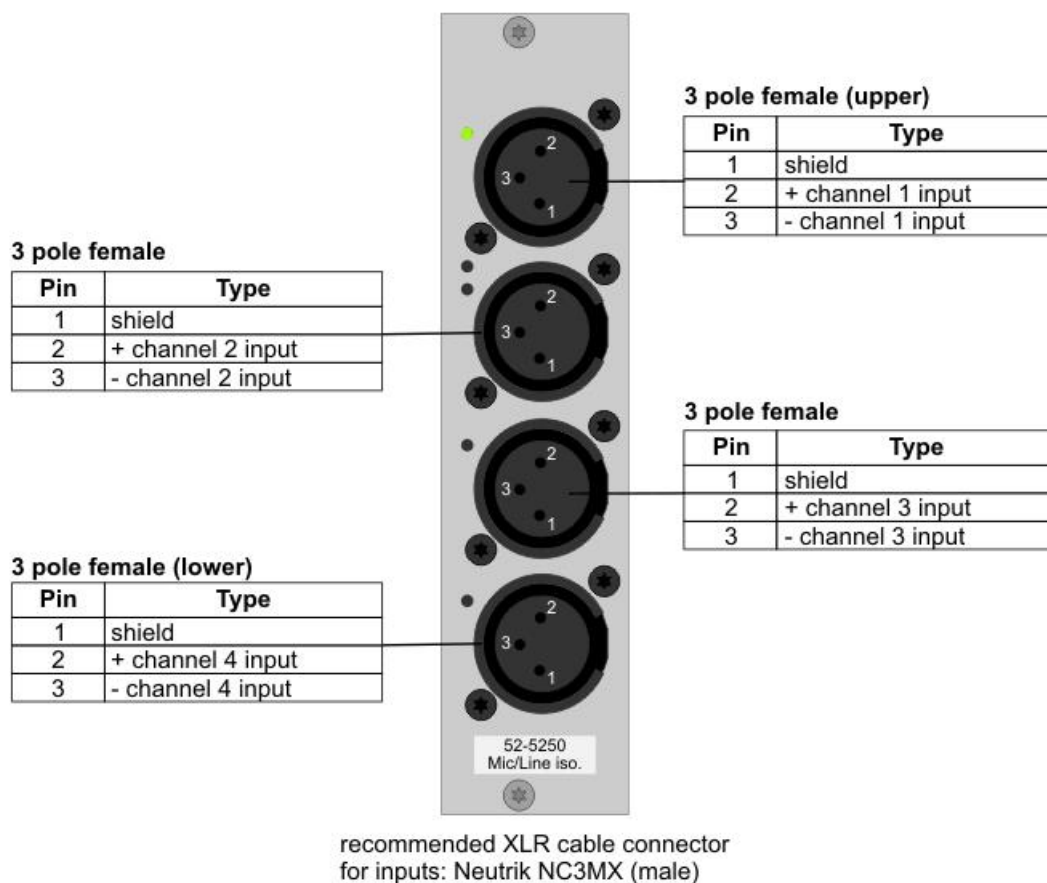 3 pole female (upper)
Pin Type
1 shield
2 + channel 1 input
3 - channel 1 input
3 pole female
Pin Type
1 shield
2 + channel 2 input
3 - channel 2 input
3 pole female
Pin Type
1 shield
2 + channel 3 input
3 - channel 3 input
3 pole female (lower)
Pin Type
1 shield
2 + channel 4 input
3 - channel 4 input
2
3
1
2
3
1
2
3
1
2
3
1
52-5250
Mic/Line iso.
recommended XLR cable connector
for inputs: Neutrik NC3MX (male)